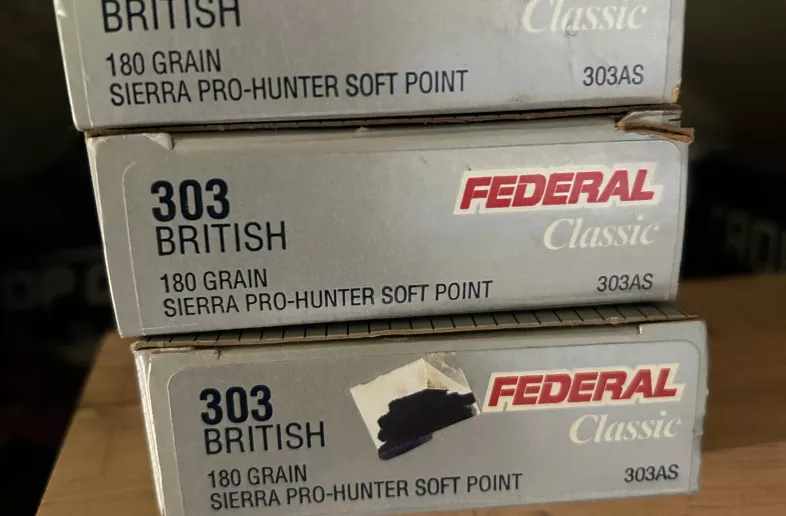 BRITISH
Classic
180 GRAIN
SIERRA PRO-HUNTER SOFT POINT
303AS
303
BRITISH
FEDERAL
Classic
180 GRAIN
SIERRA PRO-HUNTER SOFT POINT
303AS
303
BRITISH
FEDERAL
Classic
180 GRAIN
SIERRA PRO-HUNTER SOFT POINT
303AS